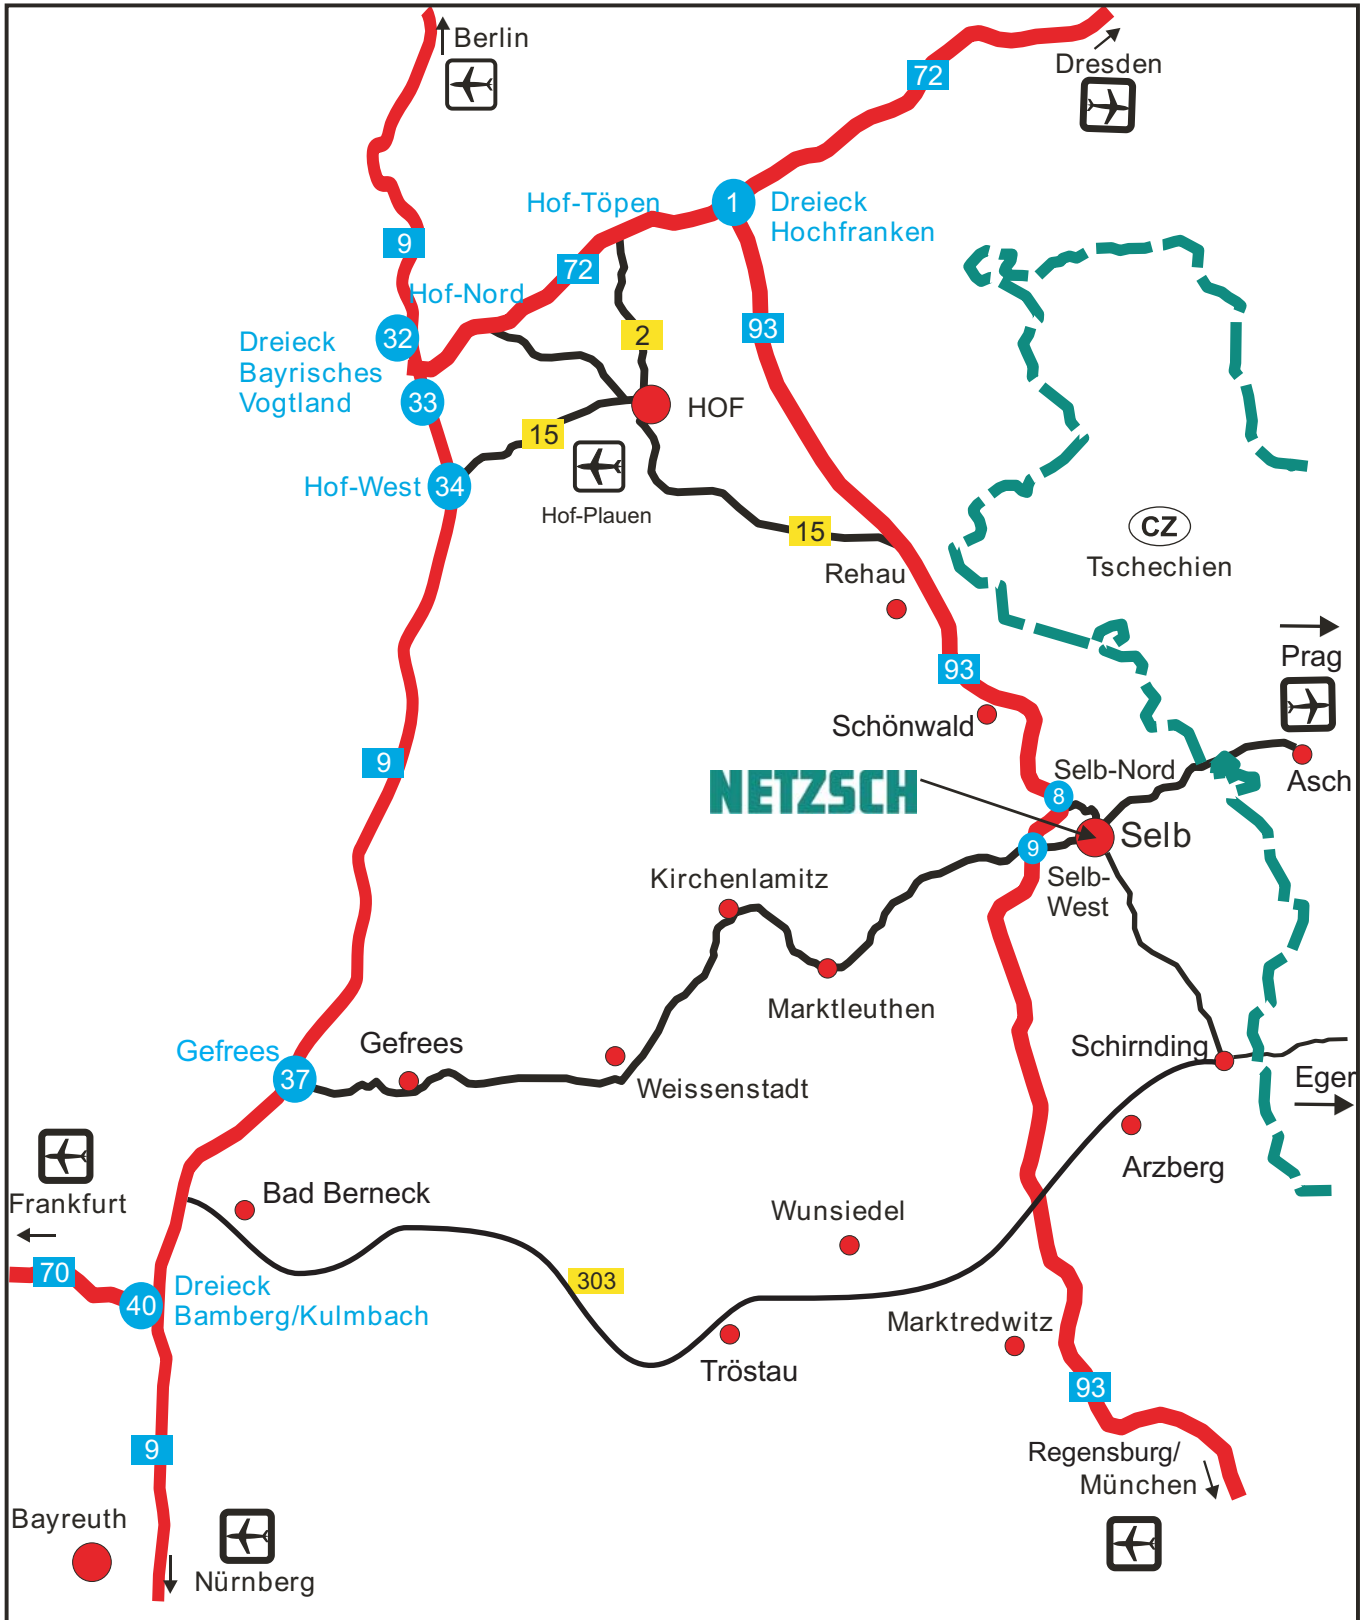 Berlin
Dresden
72
Hof-Töpen
1
Dreieck
Hochfranken
9
72
Hof-Nord
93
2
32
Dreieck
Bayrisches
Vogtland
33
HOF
15
Hof-West
34
Hof-Plauen
15
CZ
Tschechien
Rehau
Prag
93
Schönwald
9
Selb-Nord
Asch
NETZSCH
8
Selb
9
Selb-
West
Kirchenlamitz
Marktleuthen
Gefrees
Gefrees
37
Weissenstadt
Schirnding
Eger
Arzberg
Frankfurt
Bad Berneck
Wunsiedel
70
40
Dreieck
Bamberg/Kulmbach
303
Marktredwitz
Tröstau
93
9
Regensburg/
München
Bayreuth
Nürnberg